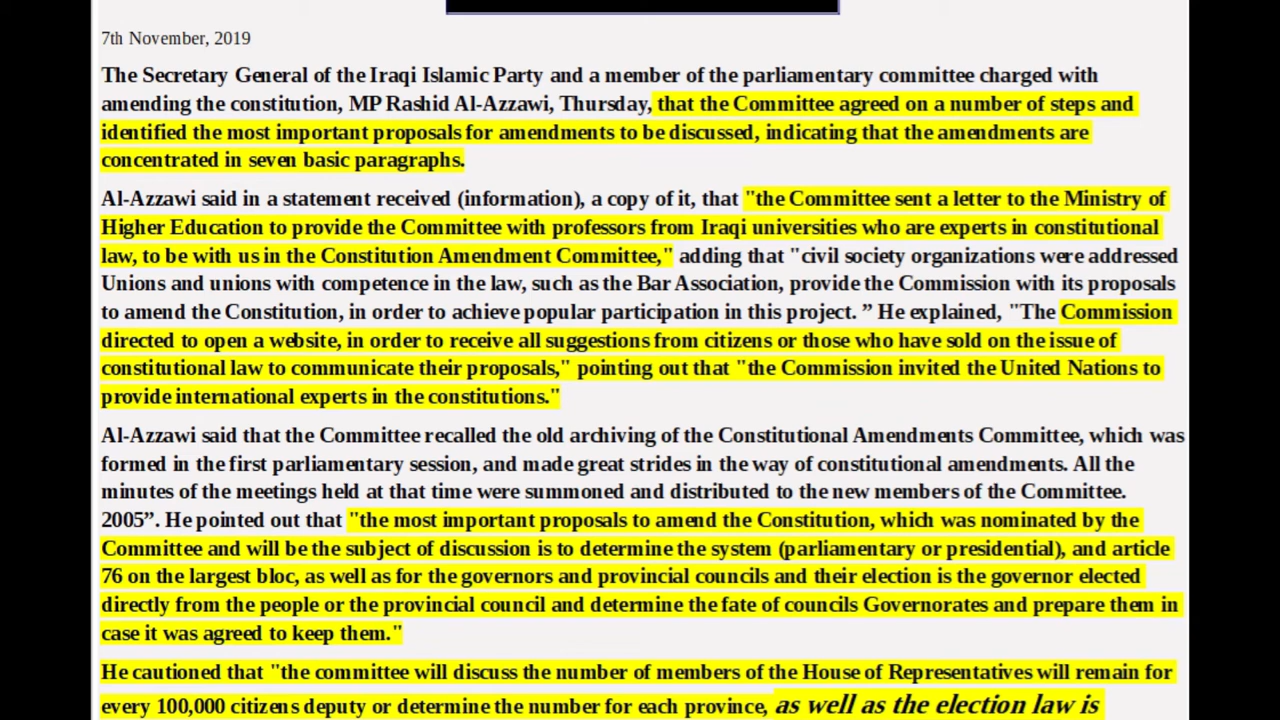 7th November, 2019
The Secretary General of the Iraqi Islamic Party and a member of the parliamentary committee charged with
amending the constitution, MP Rashid Al-Azzawi, Thursday, that the Committee agreed on a number of steps and
identified the most important proposals for amendments to be discussed, indicating that the amendments are
concentrated in seven basic paragraphs.
Al-Azzawi said in a statement received (information), a copy of it, that "the Committee sent a letter to the Ministry of
Higher Education to provide the Committee with professors from Iraqi universities who are experts in constitutional
law, to be with us in the Constitution Amendment Committee," adding that "civil society organizations were addressed
Unions and unions with competence in the law, such as the Bar Association, provide the Commission with its proposals
to amend the Constitution, in order to achieve popular participation in this project. ” He explained, "The Commission
directed to open a website, in order to receive all suggestions from citizens or those who have sold on the issue of
constitutional law to communicate their proposals," pointing out that "the Commission invited the United Nations to
provide international experts in the constitutions."
Al-Azzawi said that the Committee recalled the old archiving of the Constitutional Amendments Committee, which was
formed in the first parliamentary session, and made great strides in the way of constitutional amendments. All the
minutes of the meetings held at that time were summoned and distributed to the new members of the Committee.
2005”. He pointed out that "the most important proposals to amend the Constitution, which was nominated by the
Committee and will be the subject of discussion is to determine the system (parliamentary or presidential), and article
76 on the largest bloc, as well as for the governors and provincial councils and their election is the governor elected
directly from the people or the provincial council and determine the fate of councils Governorates and prepare them in
case it was agreed to keep them."
He cautioned that "the committee will discuss the number of members of the House of Representatives will remain for
every 100,000 citizens deputy or determine the number for each province, as well as the election law is